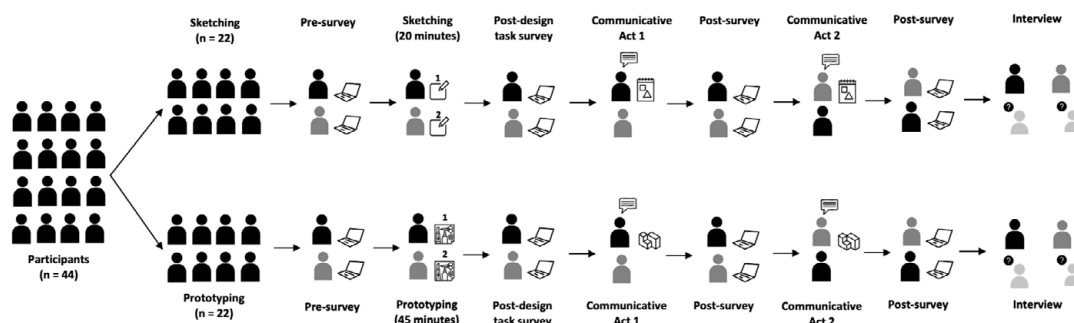 Sketching
(n = 22)
Pre-survey
Sketching
(20 minutes)
Post-design
task survey
Communicative
Act 1
Post-survey
Communicative
Act 2
Post-survey
Interview
1
2
?
?
Participants
(n = 44)
1
2
?
?
Prototyping
(n = 22)
Pre-survey
Prototyping
(45 minutes)
Post-design
task survey
Communicative
Act 1
Post-survey
Communicative
Act 2
Post-survey
Interview